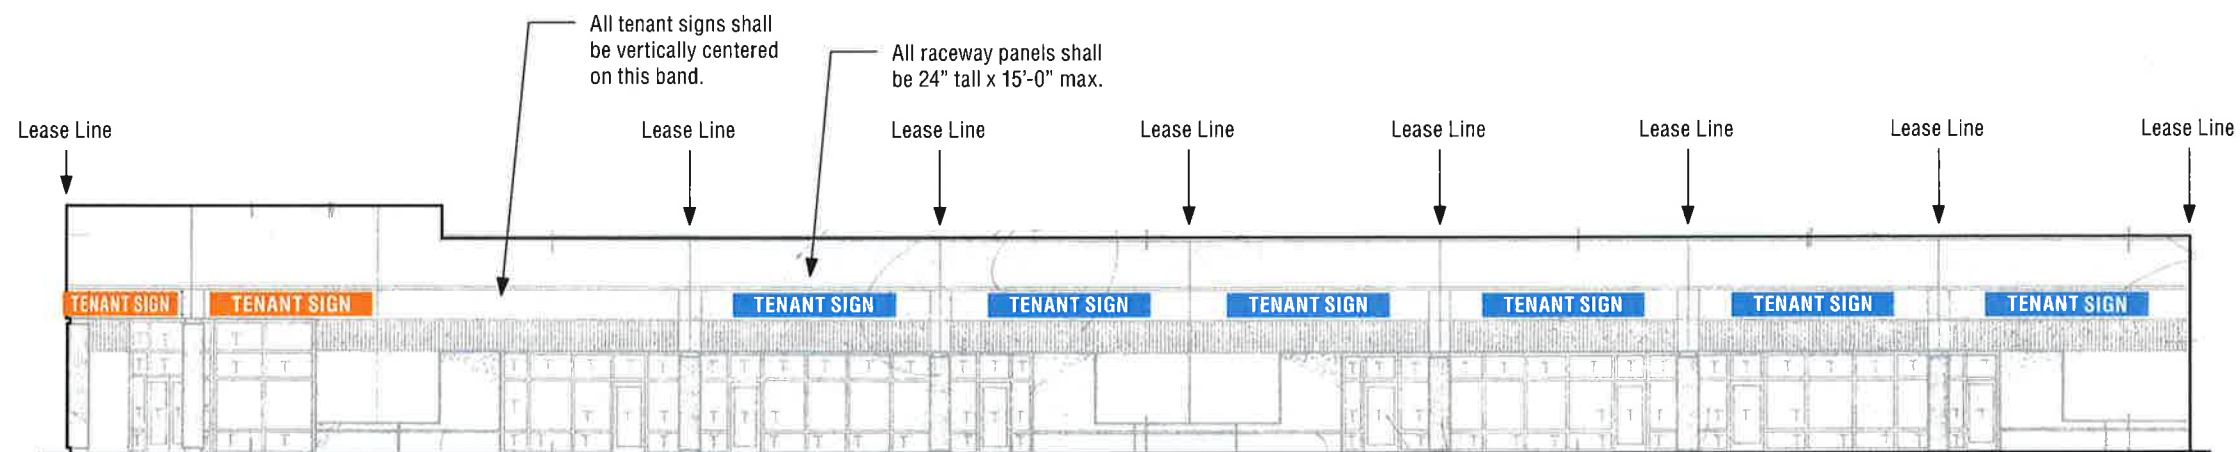 All tenant signs shall
be vertically centered
on this band.
All raceway panels shall
be 24” tall x 15’-0” max.
Lease Line
Lease Line
Lease Line
Lease Line
Lease Line
Lease Line
Lease Line
Lease Line
TENANT SIGN
TENANT SIGN
TENANT SIGN
TENANT SIGN
TENANT SIGN
TENANT SIGN
TENANT SIGN
TENANT SIGN